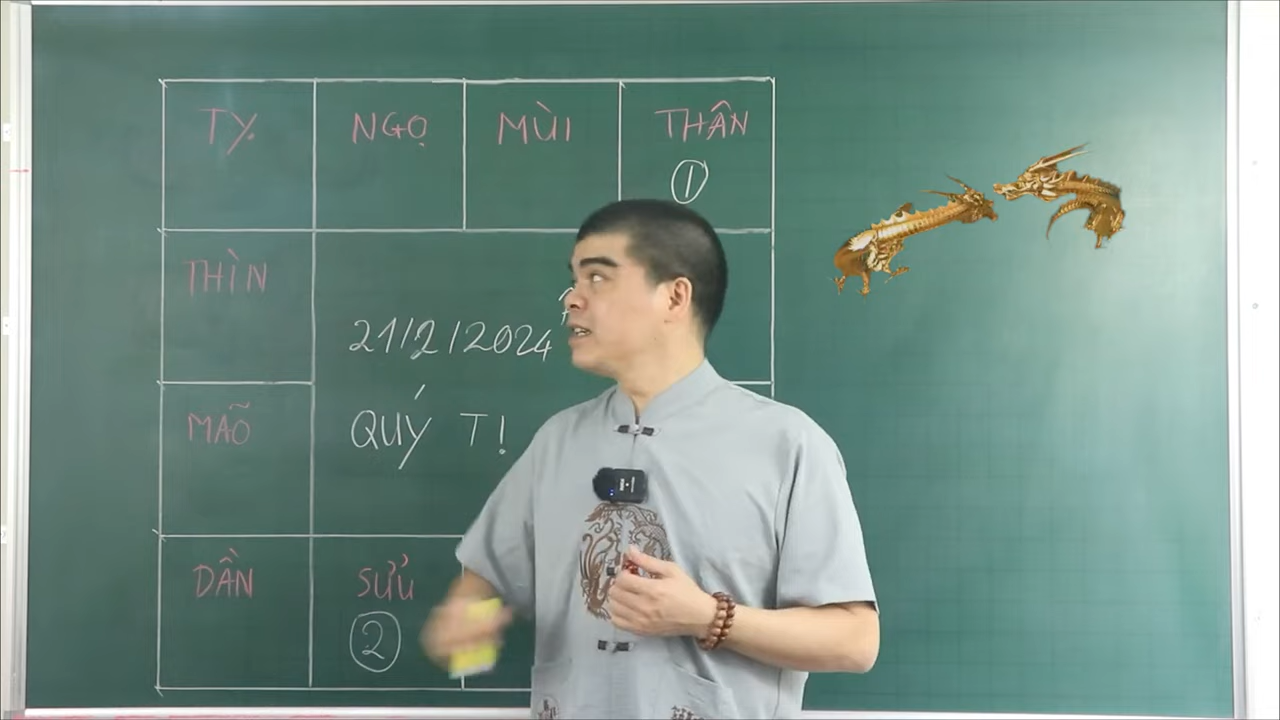 TỴ NGỌ MÙI THÂN
①
THÌN
21/2/2024
MÃO
QUÝ TỊ
DẦN SỬU
②